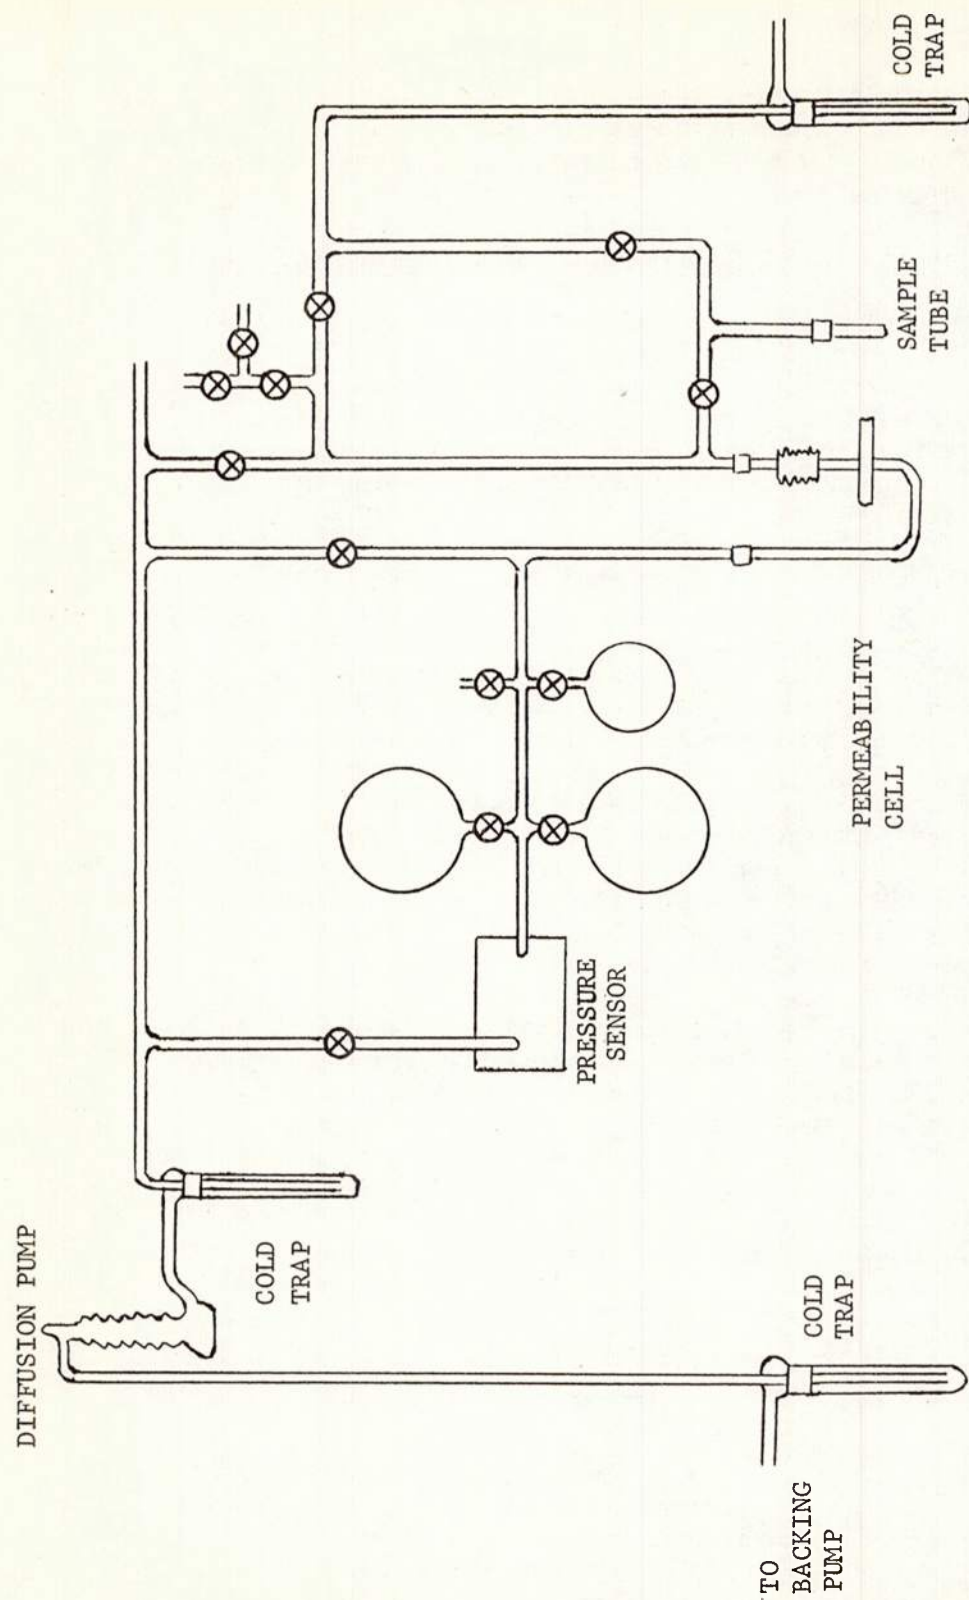 DIFFUSION PUMP
COLD
TRAP
PRESSURE
SENSOR
TO
BACKING
PUMP
COLD
TRAP
PERMEABILITY
CELL
SAMPLE
TUBE
COLD
TRAP